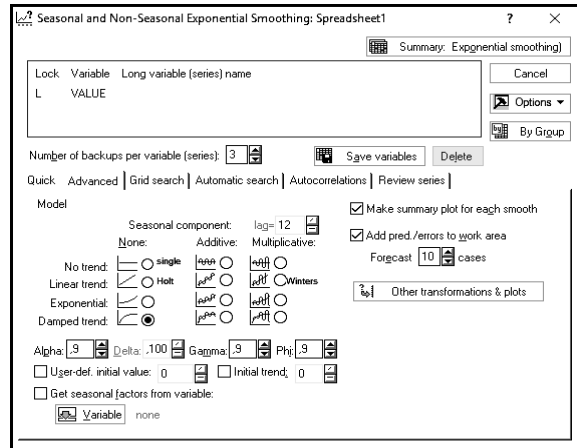 Seasonal and Non-Seasonal Exponential Smoothing: Spreadsheet1 ? ×
Summary: Exponential smoothing)
Lock Variable Long variable (series) name
L VALUE
Cancel
Options
By Group
Number of backups per variable (series): 3 Save variables Delete
Quick Advanced Grid search Automatic search Autocorrelations Review series
Model
Seasonal component: lag= 12
None: Additive: Multiplicative:
No trend: single
Linear trend: Holt Winters
Exponential:
Damped trend:
Make summary plot for each smooth
Add pred./errors to work area
Forecast 10 cases
Other transformations & plots
Alpha: ,9 Delta: ,100 Gamma: ,9 Phi: ,9
User-def. initial value: 0 Initial trend: 0
Get seasonal factors from variable:
Variable none